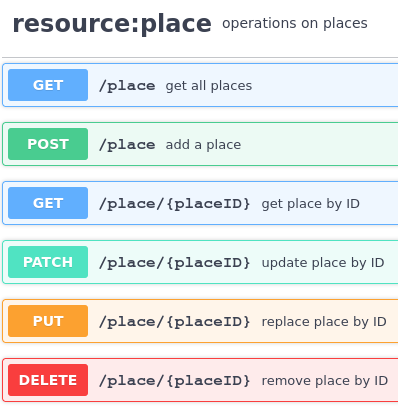 resource:place operations on places
GET /place get all places
POST /place add a place
GET /place/{placeID} get place by ID
PATCH /place/{placeID} update place by ID
PUT /place/{placeID} replace place by ID
DELETE /place/{placeID} remove place by ID